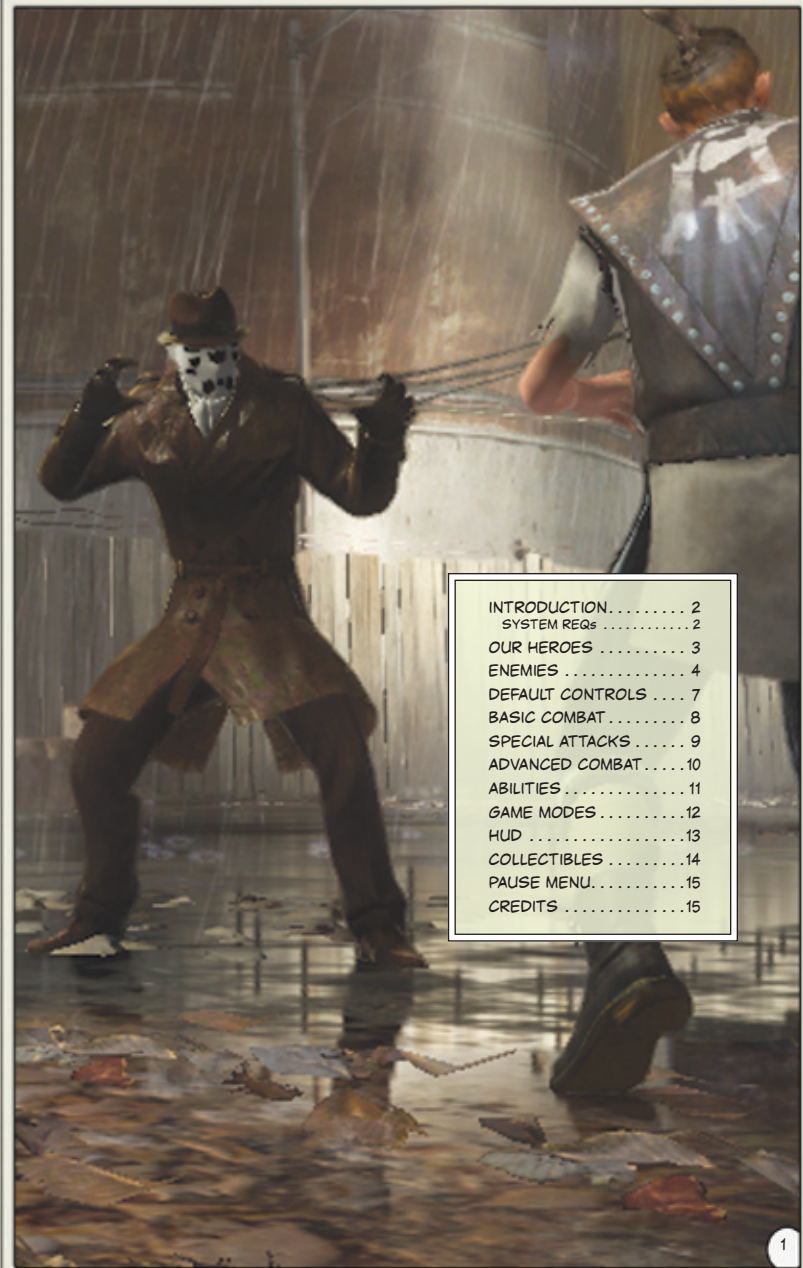 INTRODUCTION......... 2
SYSTEM REQs ............ 2
OUR HEROES .......... 3
ENEMIES .............. 4
DEFAULT CONTROLS .... 7
BASIC COMBAT......... 8
SPECIAL ATTACKS ...... 9
ADVANCED COMBAT.....10
ABILITIES..............11
GAME MODES ..........12
HUD .................13
COLLECTIBLES .........14
PAUSE MENU...........15
CREDITS ..............15
1